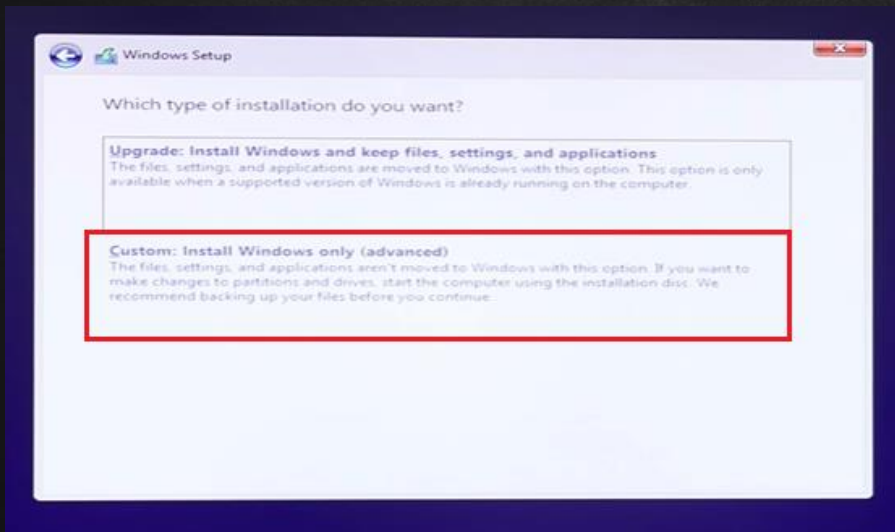 Windows Setup
Which type of installation do you want?
Upgrade: Install Windows and keep files, settings, and applications
The files, settings, and applications are moved to Windows with this option. This option is only
available when a supported version of Windows is already running on the computer.
Custom: Install Windows only (advanced)
The files, settings, and applications aren't moved to Windows with this option. If you want to
make changes to partitions and drives, start the computer using the installation disc. We
recommend backing up your files before you continue.